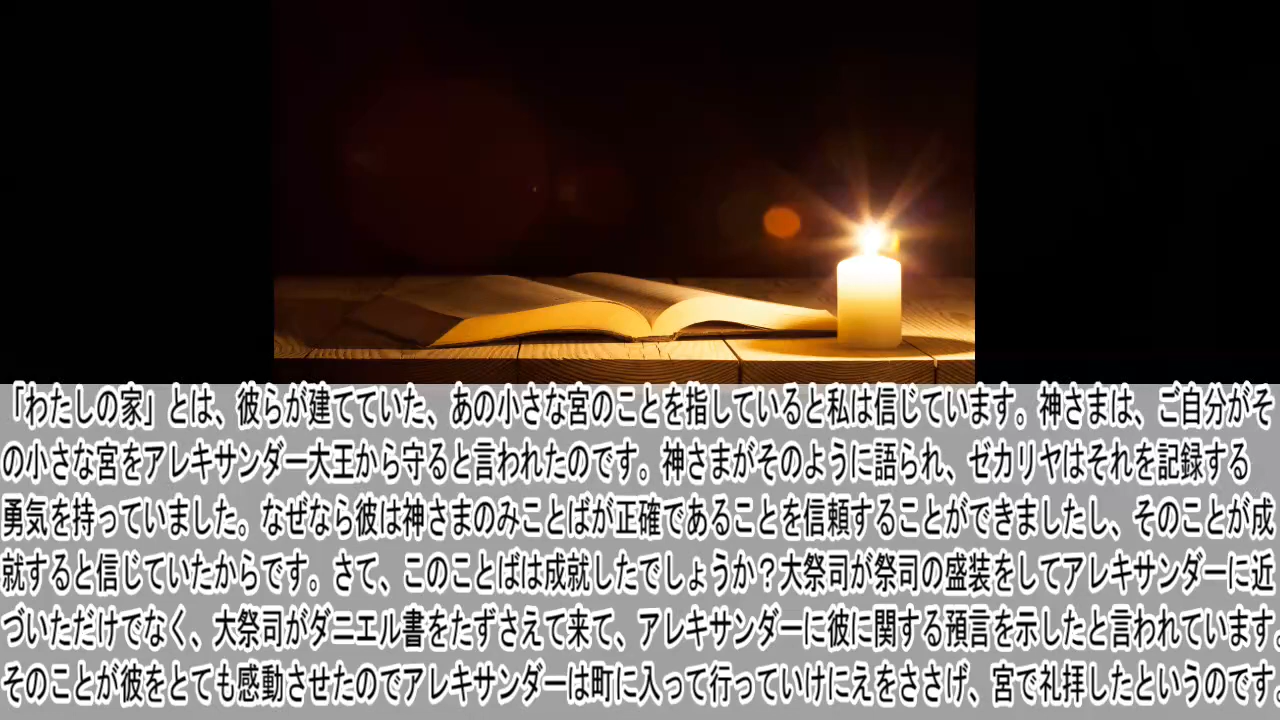 「わたしの家」とは、彼らが建てていた、あの小さな宮のことを指していると私は信じています。神さまは、ご自分がそ
の小さな宮をアレキサンダー大王から守ると言われたのです。神さまがそのように語られ、ゼカリヤはそれを記録する
勇気を持っていました。なぜなら彼は神さまのみことばが正確であることを信頼することができましたし、そのことが成
就すると信じていたからです。さて、このことばは成就したでしょうか？大祭司が祭司の盛装をしてアレキサンダーに近
づいただけでなく、大祭司がダニエル書をたずさえて来て、アレキサンダーに彼に関する預言を示したと言われています。
そのことが彼をとても感動させたのでアレキサンダーは町に入って行っていけにえをささげ、宮で礼拝したというのです。